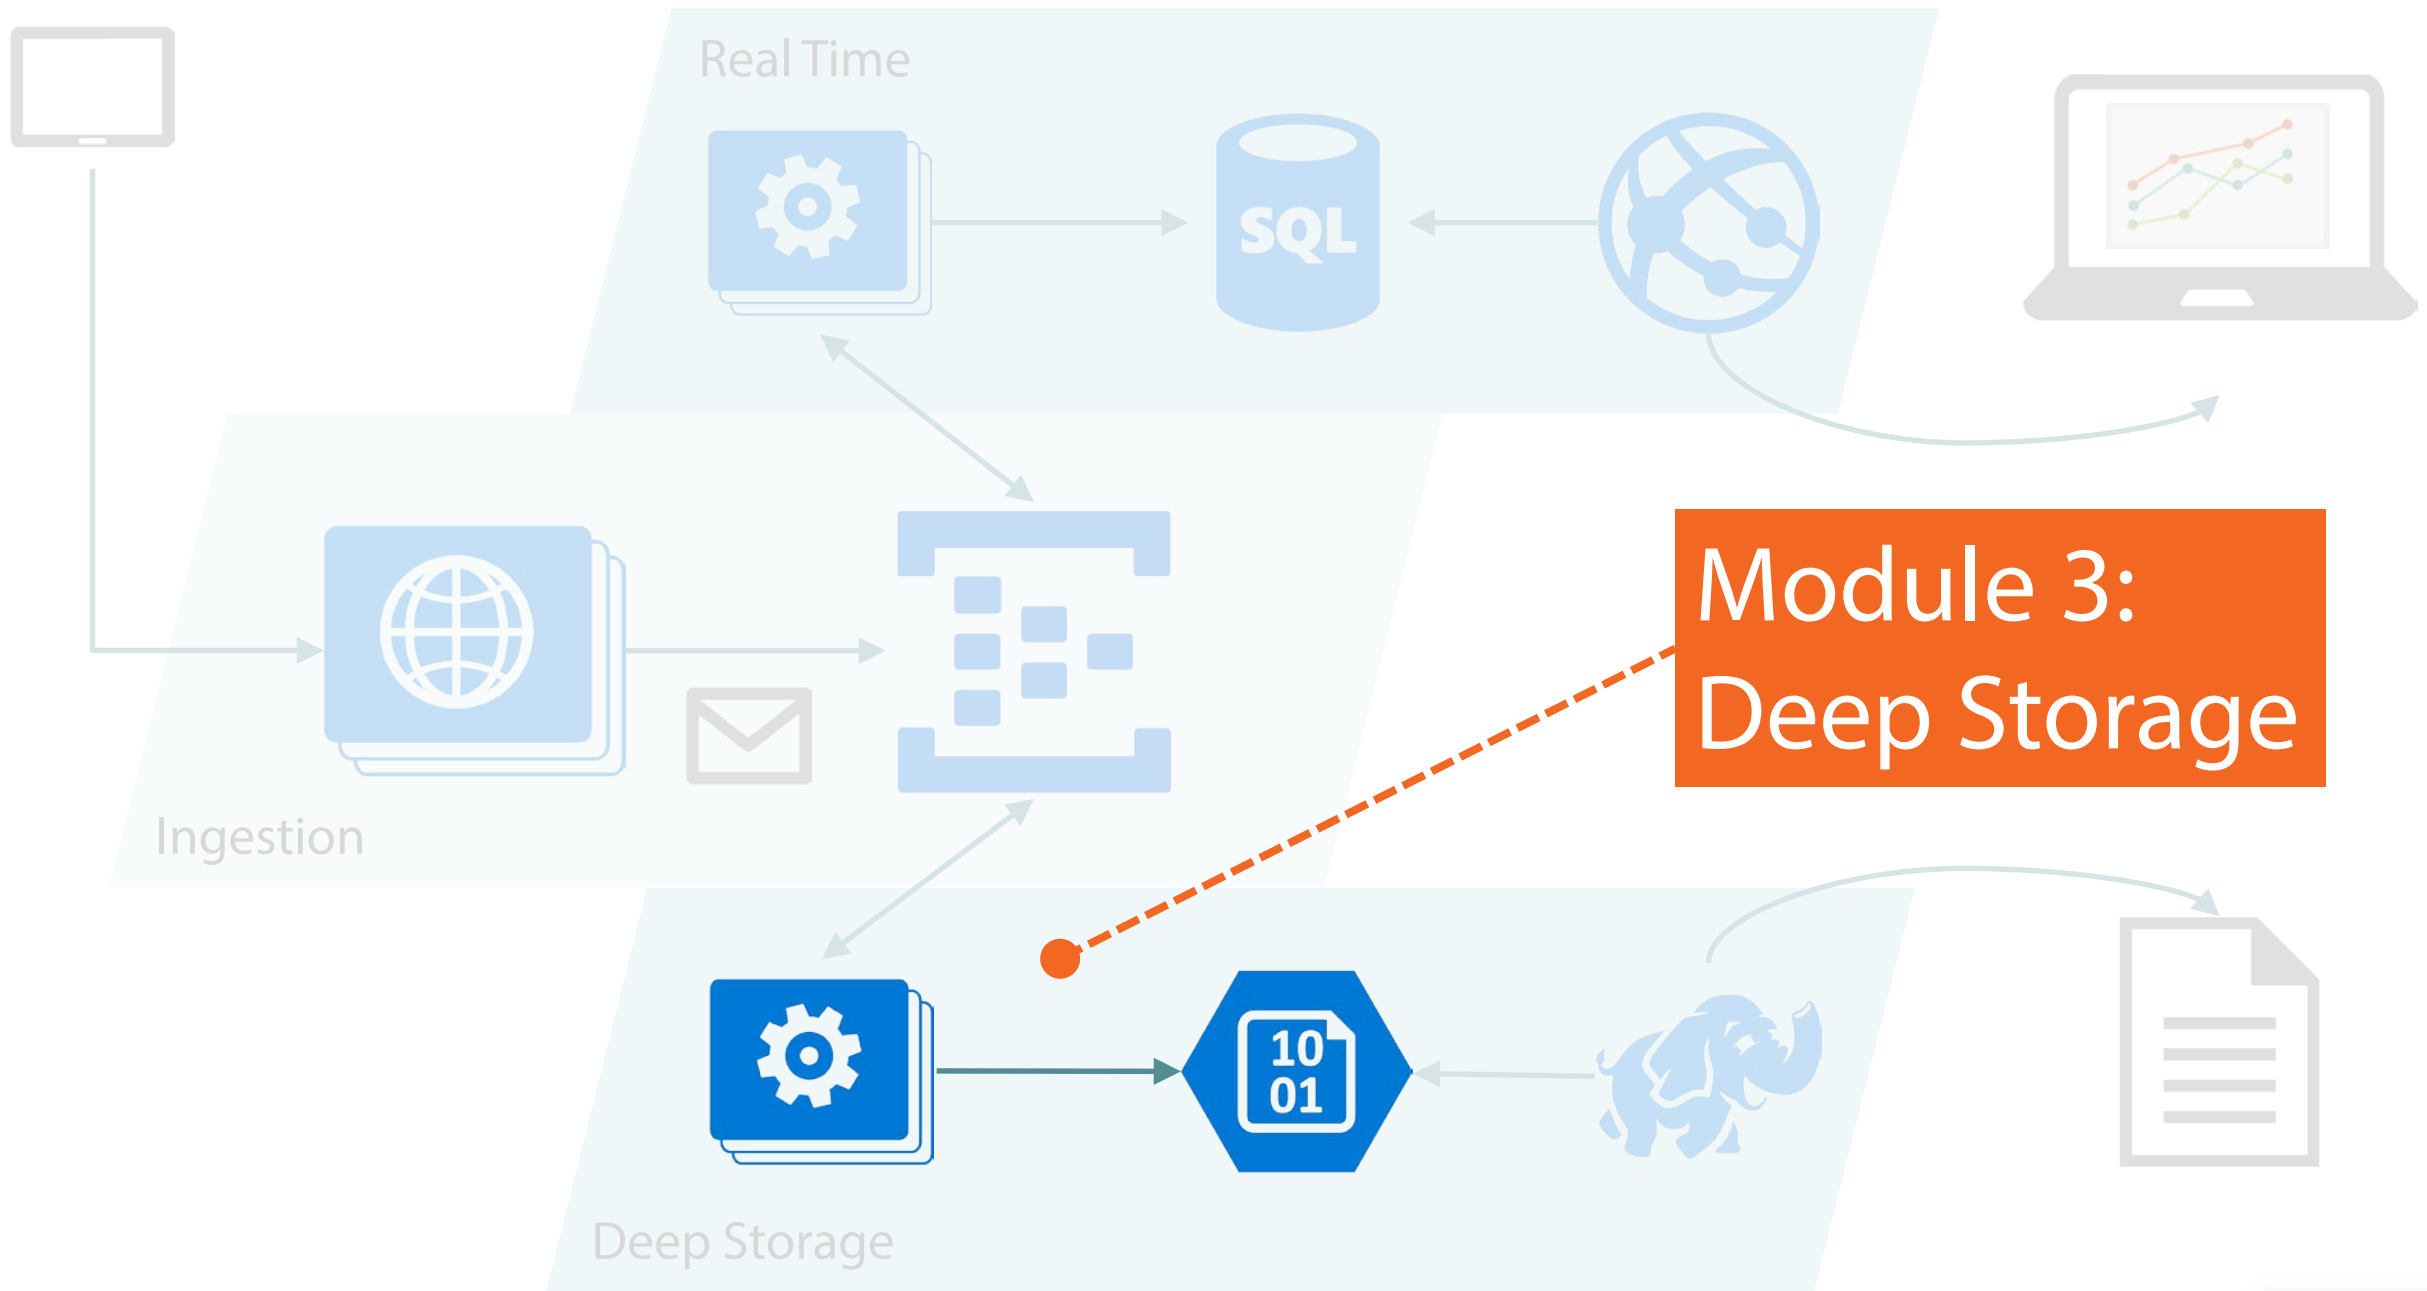 Real Time
SQL
Module 3:
Deep Storage
Ingestion
10
01
Deep Storage